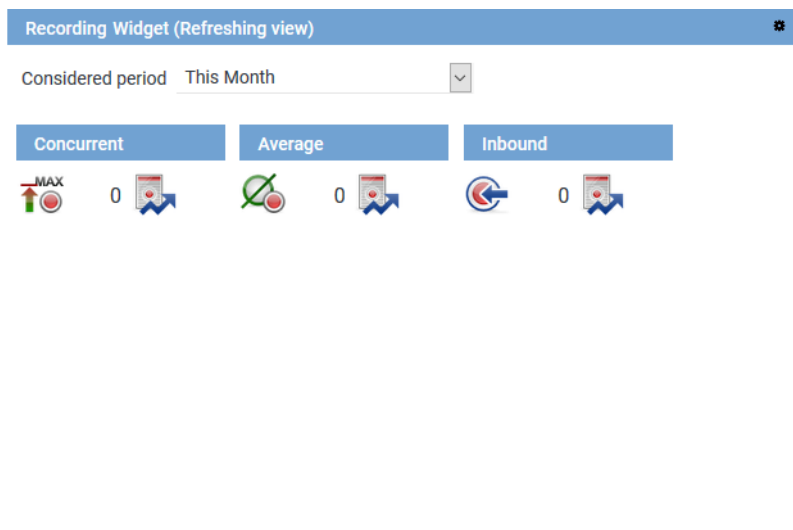 Recording Widget (Refreshing view)
Considered period This Month
Concurrent Average Inbound
MAX 0 0 0